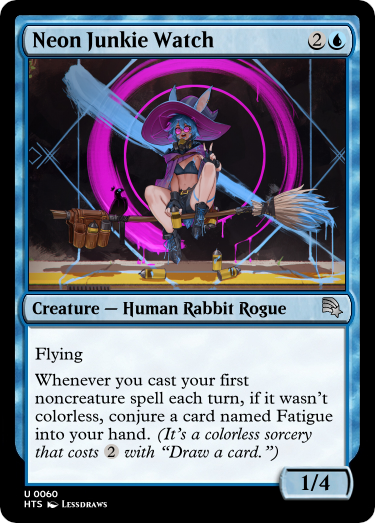 Neon Junkie Watch 2
Creature — Human Rabbit Rogue
Flying
Whenever you cast your first
noncreature spell each turn, if it wasn't
colorless, conjure a card named Fatigue
into your hand. (It's a colorless sorcery
that costs 2 with “Draw a card.”)
1/4
U 0060
HTS Lessdraws